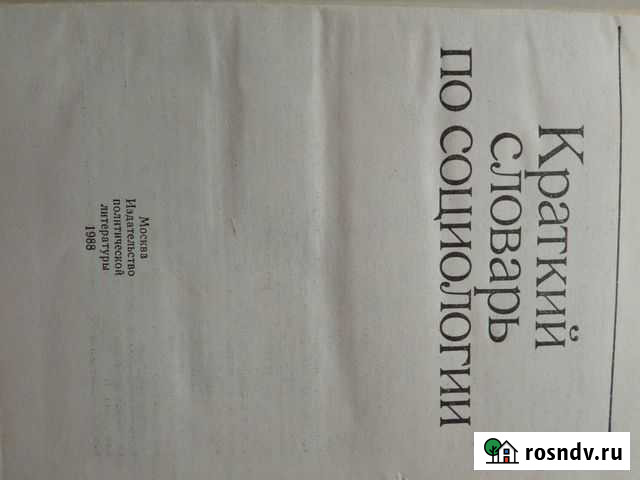 Краткий
словарь
по социологии
Москва
Издательство
политической
литературы
1988
rosndv.ru